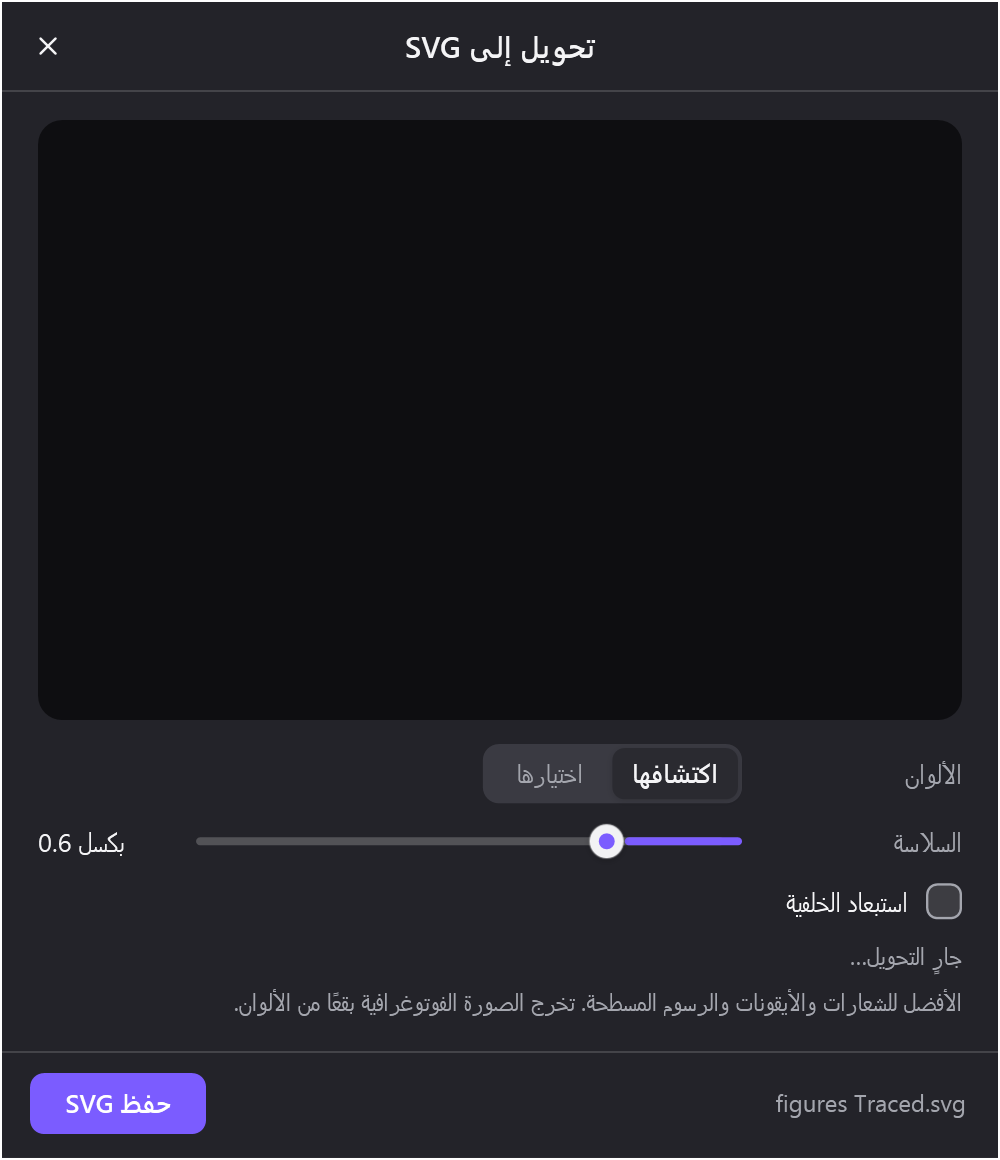 تحويل إلى SVG
الألوان
اكتشافها
اختيارها
السلاسة
0.6 بكسل
استبعاد الخلفية
جارٍ التحويل...
الأفضل للشعارات والأيقونات والرسوم المسطحة. تخرج الصورة الفوتوغرافية بقعًا من الألوان.
figures Traced.svg
حفظ SVG